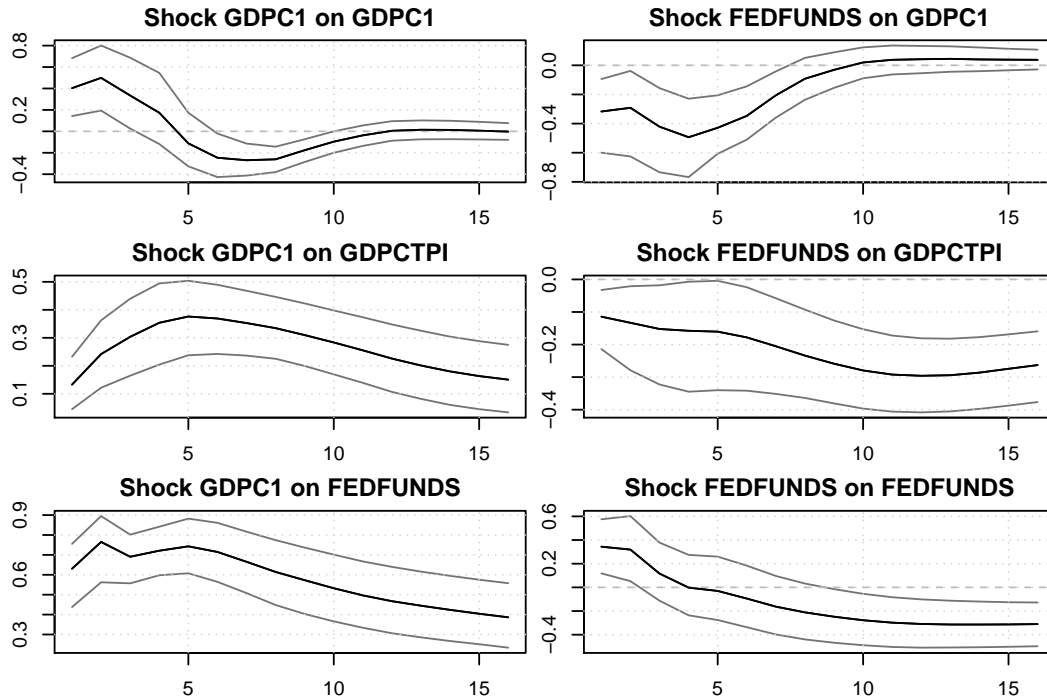 Shock GDPC1 on GDPC1
−0.4 0.2 0.8
5 10 15
Shock FEDFUNDS on GDPC1
−0.8 −0.4 0.0
5 10 15
Shock GDPC1 on GDPCTPI
0.1 0.3 0.5
5 10 15
Shock FEDFUNDS on GDPCTPI
−0.4 −0.2 0.0
5 10 15
Shock GDPC1 on FEDFUNDS
0.3 0.6 0.9
5 10 15
Shock FEDFUNDS on FEDFUNDS
−0.4 0.2 0.6
5 10 15